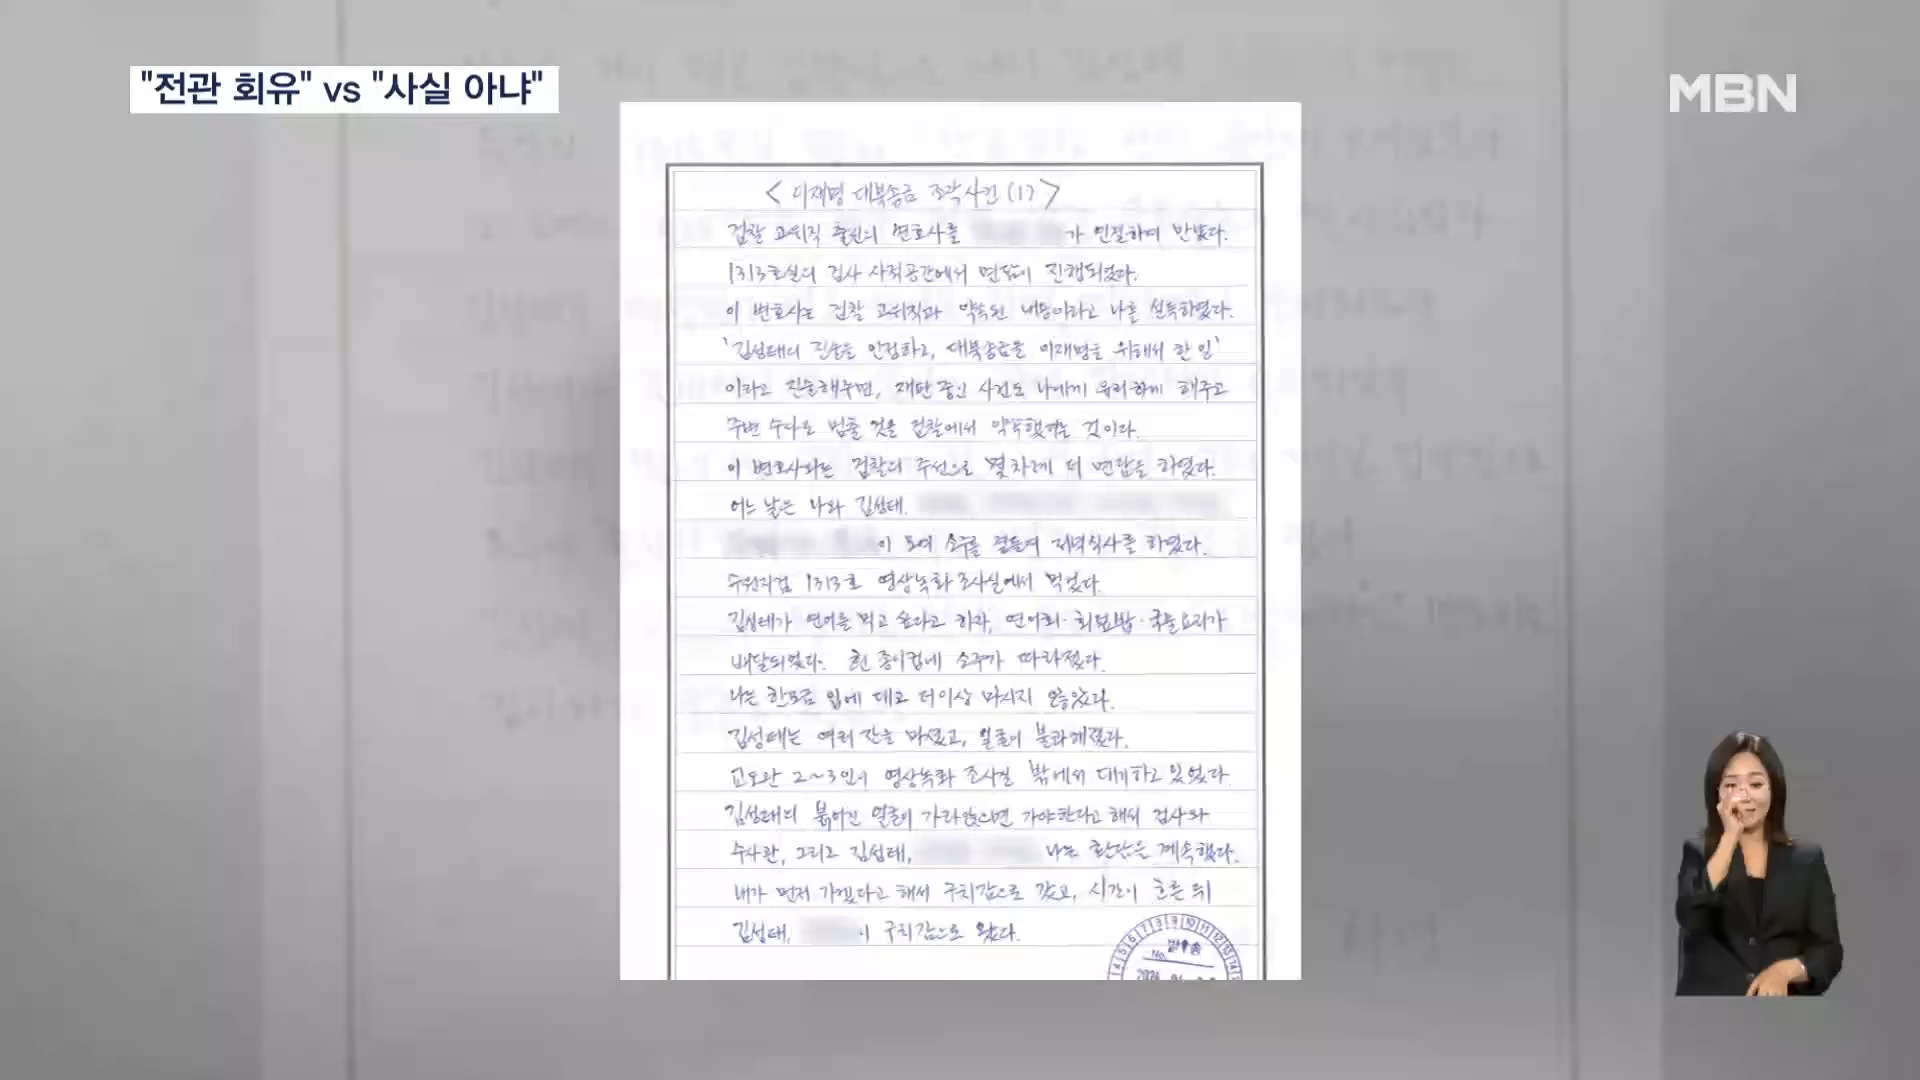 "전관 회유" vs "사실 아냐"
MBN
< 이재명 대북송금 조작사건 (1) >
검찰 고위직 출신의 변호사를 가 연결하여 만났다.
1313호실의 검사 사적공간에서 면담이 진행되었다.
이 변호사는 검찰 고위직과 약속된 내용이라고 나를 설득하였다.
'김성태의 진술을 인정하고, 대북송금을 이재명을 위해서 한 일'
이라고 진술해주면, 재판 중인 사건도 나에게 유리하게 해주고
주변 수사도 멈출 것을 검찰에서 약속했다는 것이다.
이 변호사와는 검찰의 주선으로 몇차례 더 면담을 하였다.
어느 날은 나와 김성태,
이 모여 소주를 곁들여 저녁식사를 하였다.
수원지검 1313호 영상녹화 조사실에서 먹었다.
김성태가 연어를 먹고 싶다고 하자, 연어회·회덮밥·국물요리가
배달되었다. 흰 종이컵에 소주가 따라졌다.
나는 한모금 입에 대고 더이상 마시지 않았다.
김성태는 여러 잔을 마셨고, 얼굴이 불콰해졌다.
교도관 2~3인이 영상녹화 조사실 밖에서 대기하고 있었다
김성태의 붉어진 얼굴이 가라앉으면 가야한다고 해서 검사와
수사관, 그리고 김성태, 나는 환담을 계속했다.
내가 먼저 가겠다고 해서 구치감으로 갔고, 시간이 흐른 뒤
김성태, 이 구치감으로 왔다.
4 5 6 7 8 9 10 11 12 13 14
No.
2024